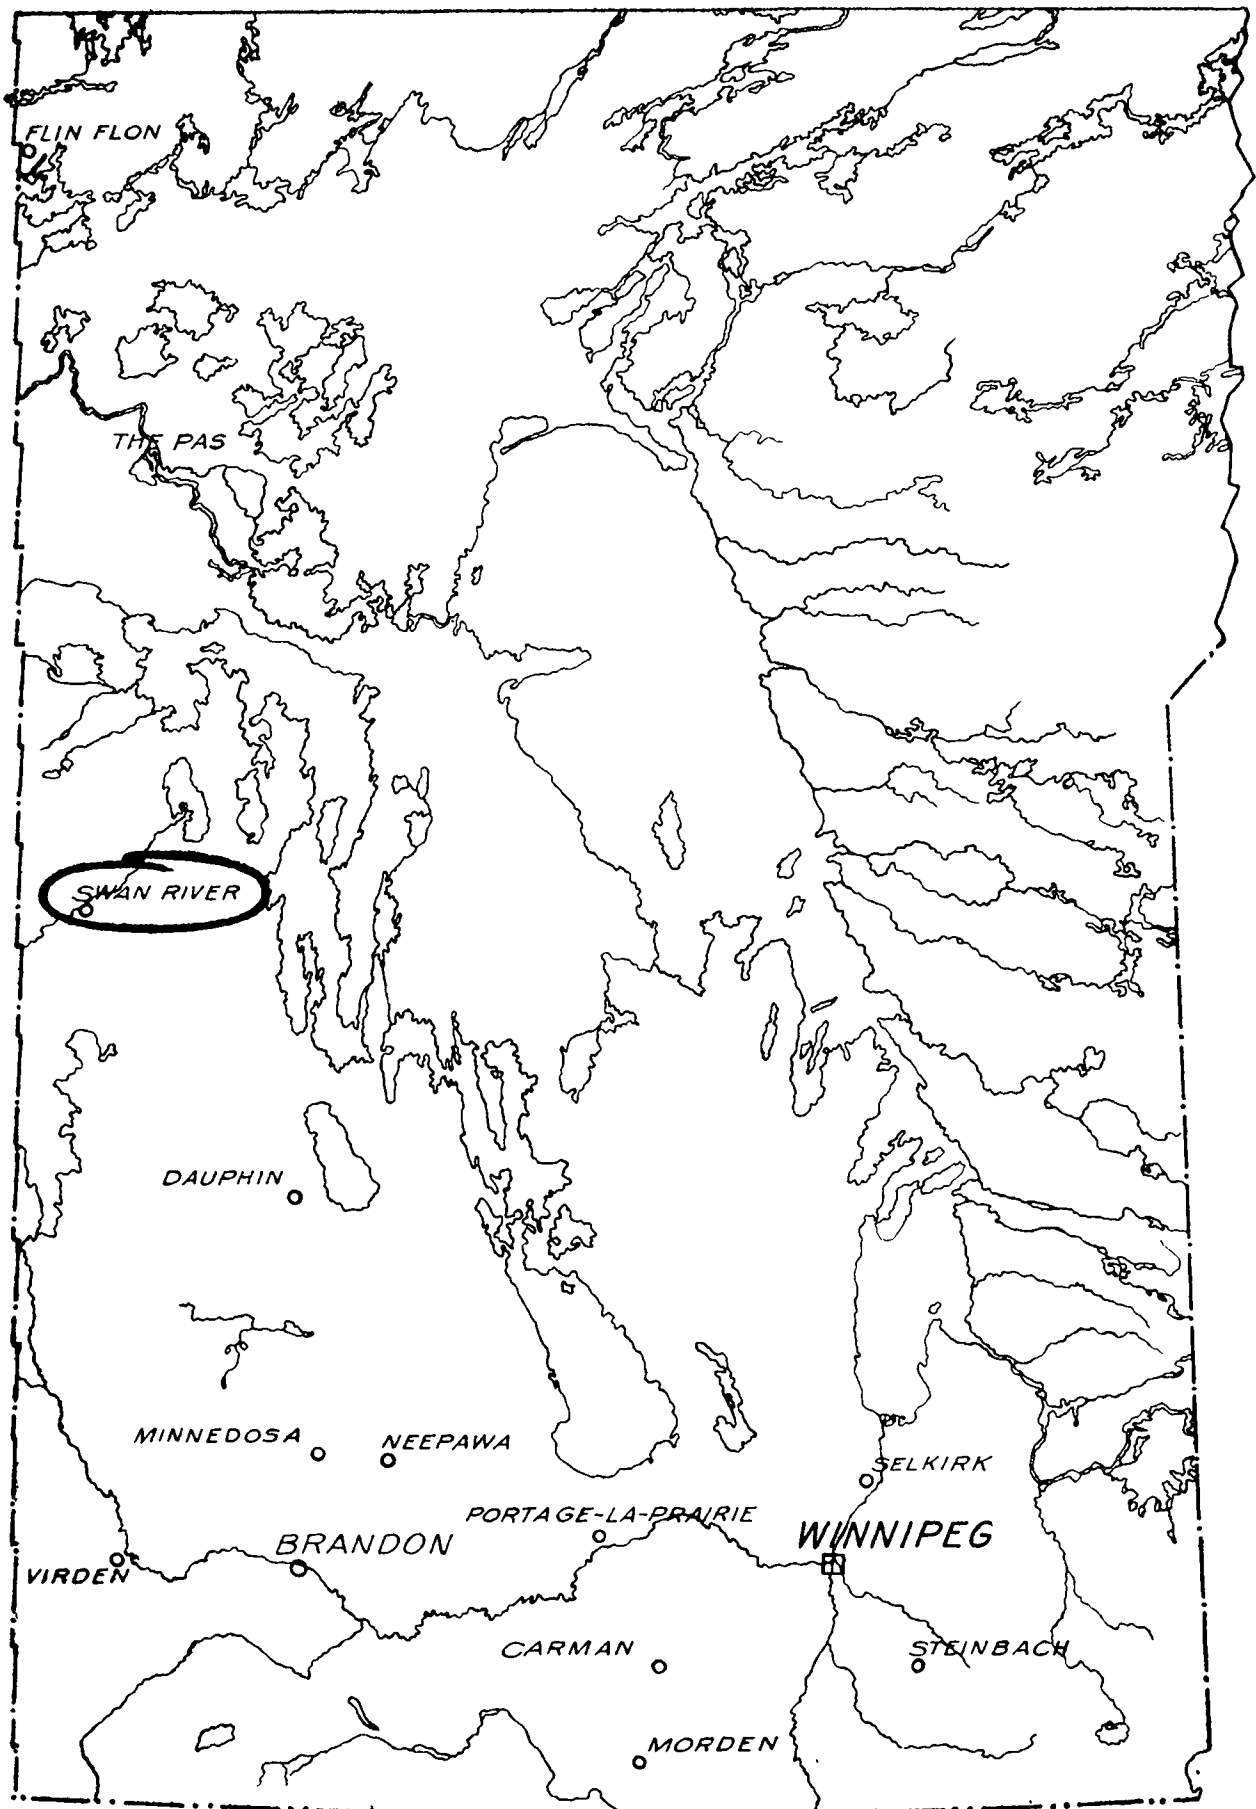 FLIN FLON
THE PAS
SWAN RIVER
DAUPHIN
MINNEDOSA
NEEPAWA
SELKIRK
PORTAGE-LA-PRAIRIE
WINNIPEG
BRANDON
VIRDEN
CARMAN
STEINBACH
MORDEN